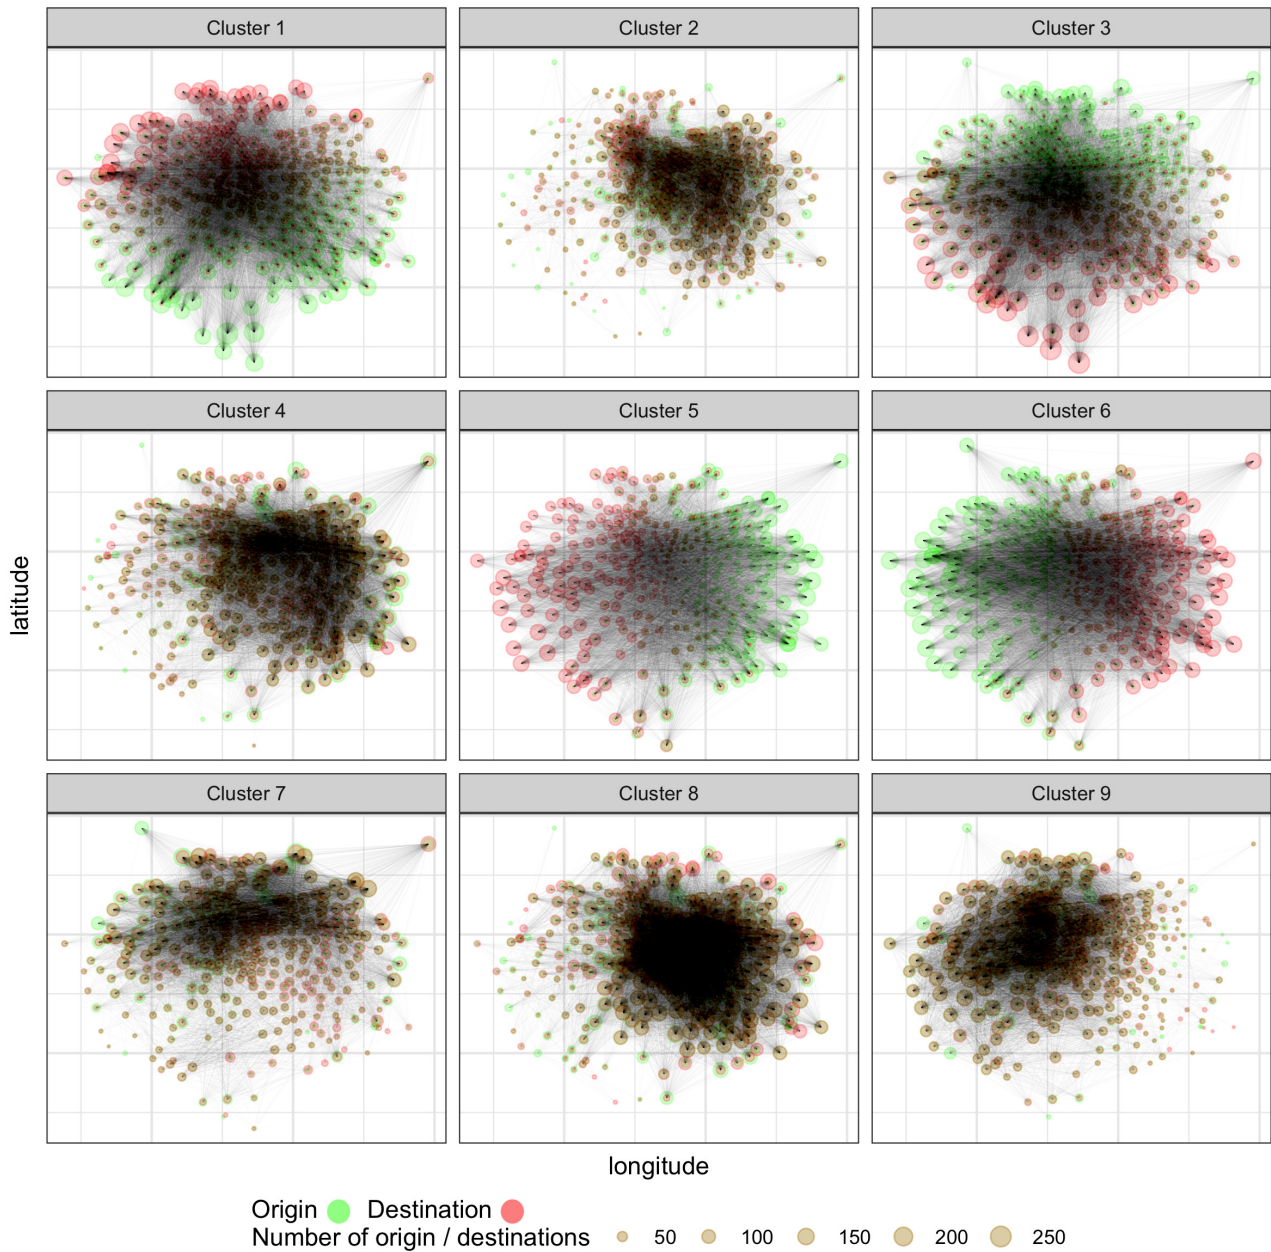 Cluster 1
Cluster 2
Cluster 3
Cluster 4
Cluster 5
Cluster 6
Cluster 7
Cluster 8
Cluster 9
latitude
longitude
Origin Destination
Number of origin / destinations 50 100 150 200 250